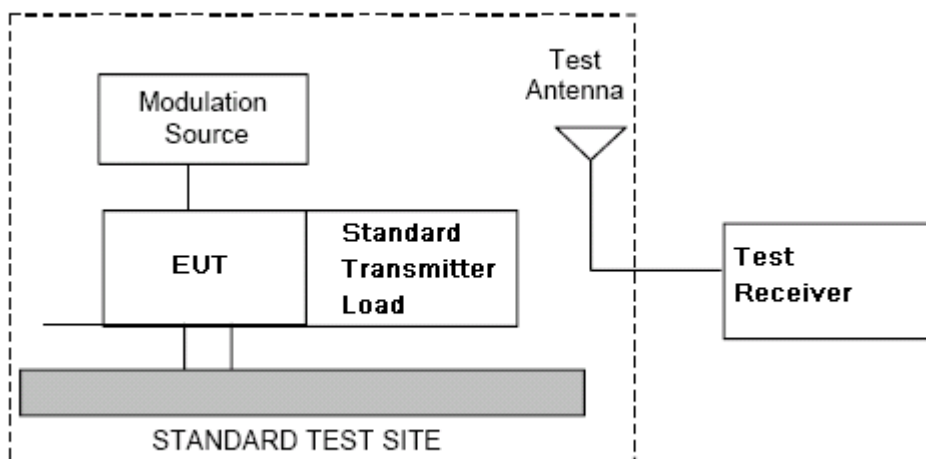 Modulation
Source
Test
Antenna
EUT
Standard
Transmitter
Load
Test
Receiver
STANDARD TEST SITE